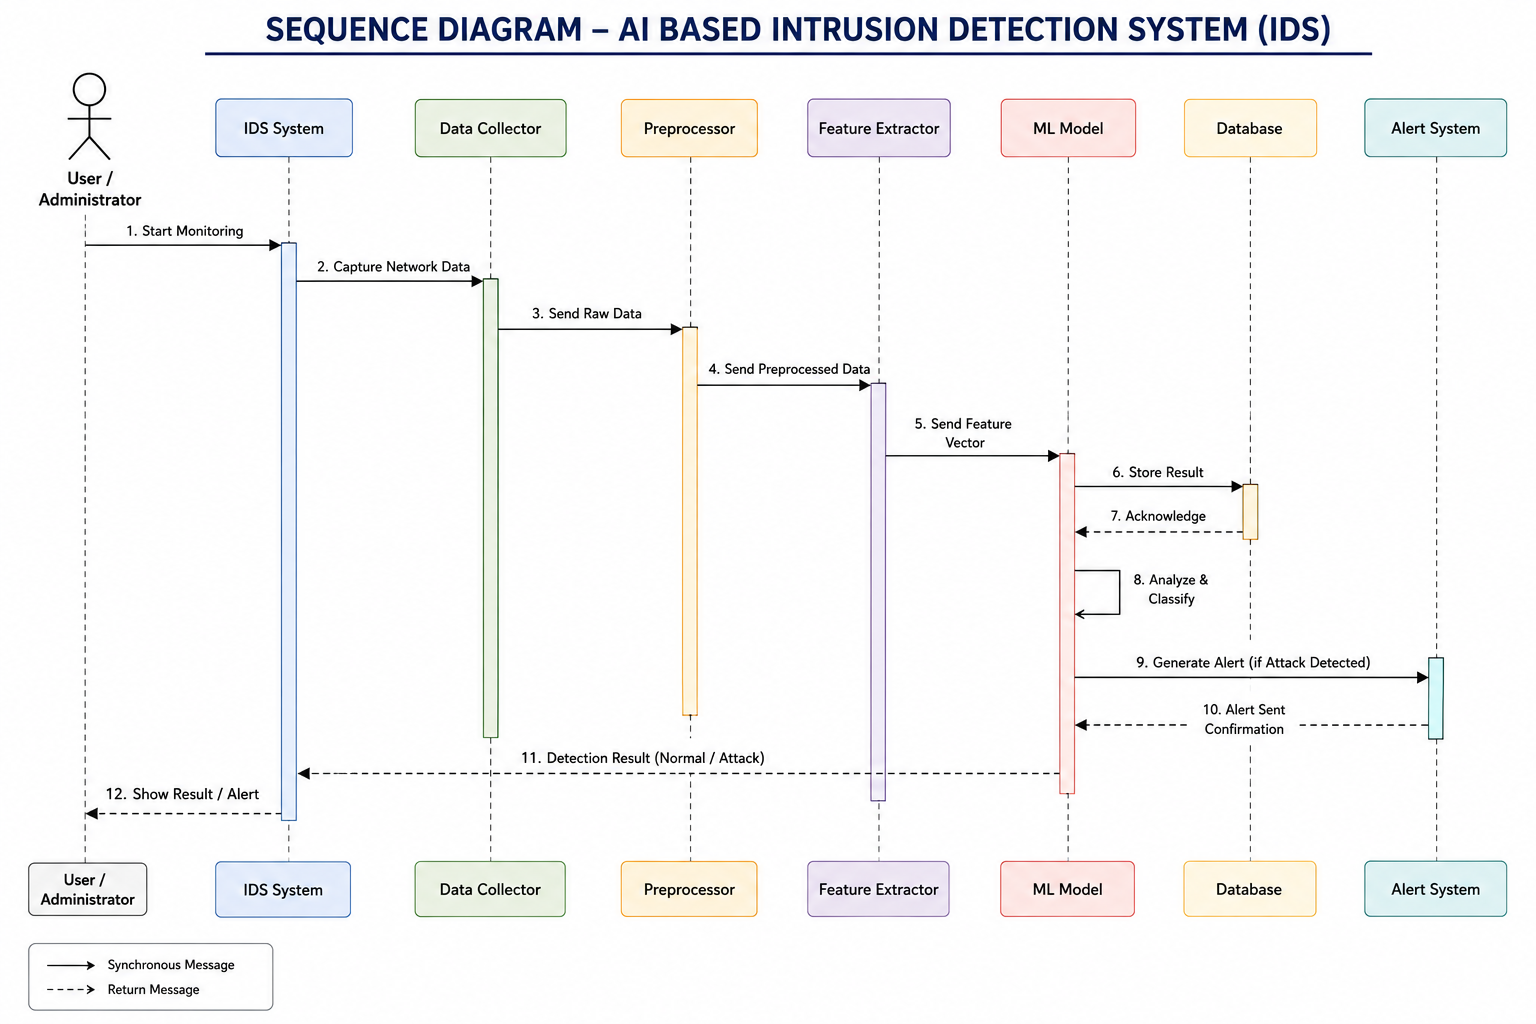 SEQUENCE DIAGRAM – AI BASED INTRUSION DETECTION SYSTEM (IDS)
IDS System
Data Collector
Preprocessor
Feature Extractor
ML Model
Database
Alert System
User /
Administrator
1. Start Monitoring
2. Capture Network Data
3. Send Raw Data
4. Send Preprocessed Data
5. Send Feature
Vector
6. Store Result
7. Acknowledge
8. Analyze &
Classify
9. Generate Alert (if Attack Detected)
10. Alert Sent
Confirmation
11. Detection Result (Normal / Attack)
12. Show Result / Alert
User /
Administrator
IDS System
Data Collector
Preprocessor
Feature Extractor
ML Model
Database
Alert System
Synchronous Message
Return Message